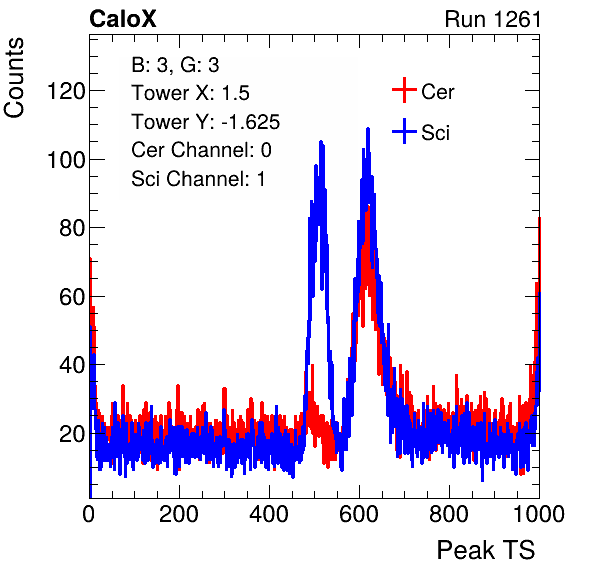 CaloX Run 1261
Counts
B: 3, G: 3
Tower X: 1.5
Tower Y: -1.625
Cer Channel: 0
Sci Channel: 1
Cer
Sci
120
100
80
60
40
20
0 200 400 600 800 1000
Peak TS